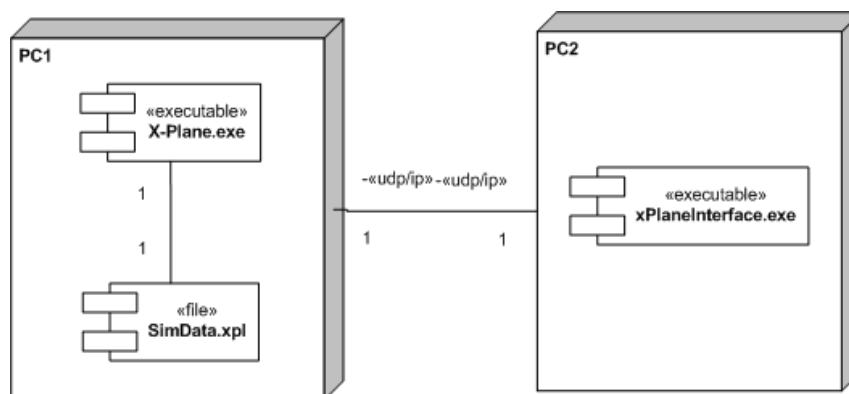 PC1
«executable»
X-Plane.exe
1
1
«file»
SimData.xpl
-«udp/ip» -«udp/ip»
1 1
PC2
«executable»
xPlaneInterface.exe